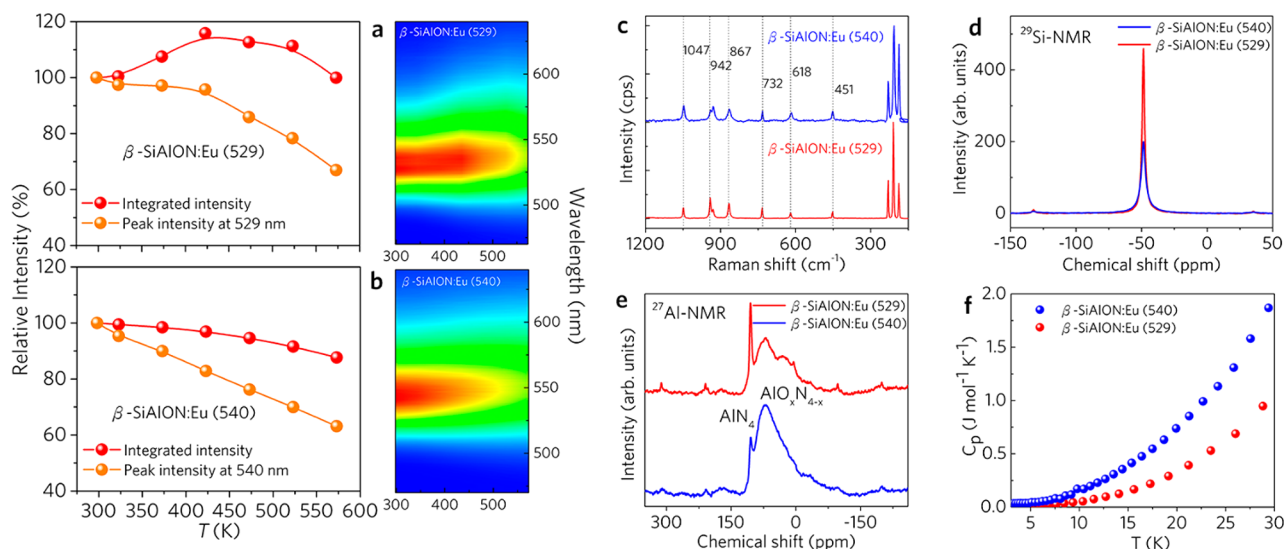 120
100
80
60
40
β-SiAlON:Eu (529)
Integrated intensity
Peak intensity at 529 nm
120
100
80
60
40
β-SiAlON:Eu (540)
Integrated intensity
Peak intensity at 540 nm
300 350 400 450 500 550 600
T (K)
Relative Intensity (%)
a
β-SiAlON:Eu (529)
600
550
500
300 400 500
b
β-SiAlON:Eu (540)
600
550
500
300 400 500
Wavelength (nm)
c
1047
942
867
732
618
451
β-SiAlON:Eu (540)
β-SiAlON:Eu (529)
Intensity (cps)
1200 900 600 300
Raman shift (cm⁻¹)
d
²⁹Si-NMR
β-SiAlON:Eu (540)
β-SiAlON:Eu (529)
400
200
0
Intensity (arb. units)
-150 -100 -50 0 50
Chemical shift (ppm)
e
²⁷Al-NMR
β-SiAlON:Eu (529)
β-SiAlON:Eu (540)
AlN₄
AlOₓN₄₋ₓ
Intensity (arb. units)
300 150 0 -150
Chemical shift (ppm)
f
β-SiAlON:Eu (540)
β-SiAlON:Eu (529)
2.0
1.5
1.0
0.5
0.0
Cp (J mol⁻¹ K⁻¹)
5 10 15 20 25 30
T (K)